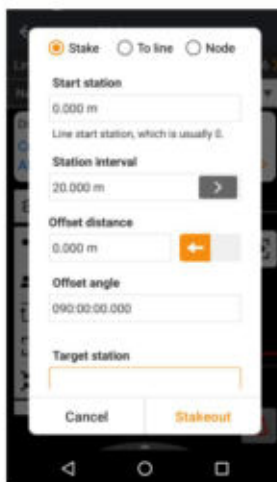 Stake To line Node
Start station
0.000 m
Line start station, which is usually 0.
Station interval
20.000 m
Offset distance
0.000 m
Offset angle
090:00:00.000
Target station
Cancel Stakeout